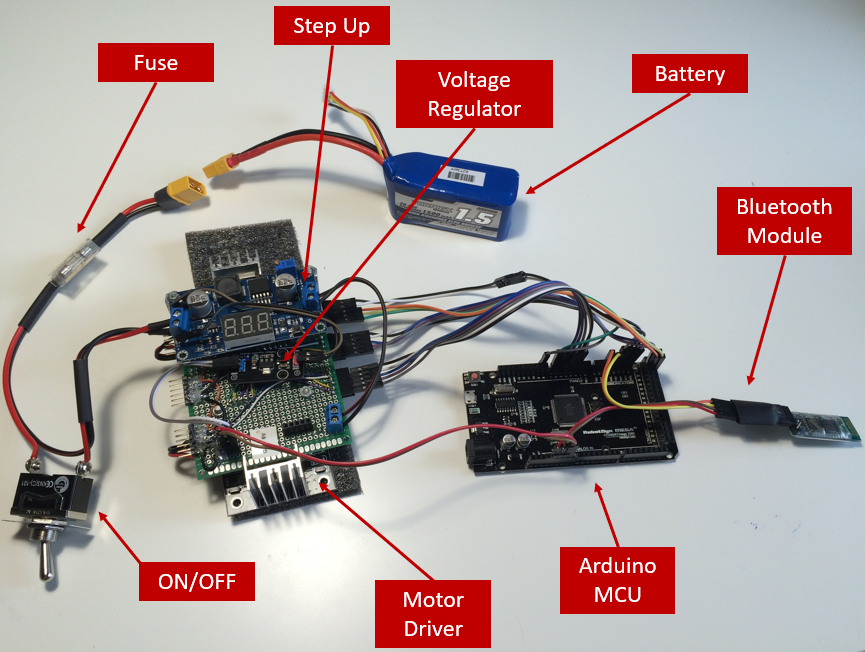 Step Up
Fuse
Voltage
Regulator
Battery
1.5
Bluetooth
Module
ON/OFF
Motor
Driver
Arduino
MCU